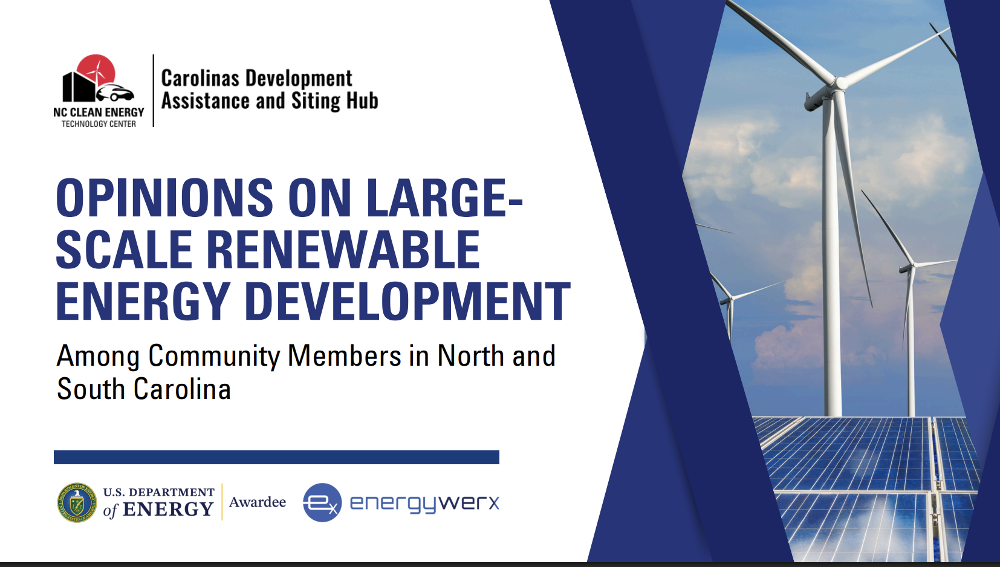 Carolinas Development
Assistance and Siting Hub
NC CLEAN ENERGY
TECHNOLOGY CENTER
OPINIONS ON LARGE-
SCALE RENEWABLE
ENERGY DEVELOPMENT
Among Community Members in North and
South Carolina
U.S. DEPARTMENT
of ENERGY
Awardee
ex
energywerx